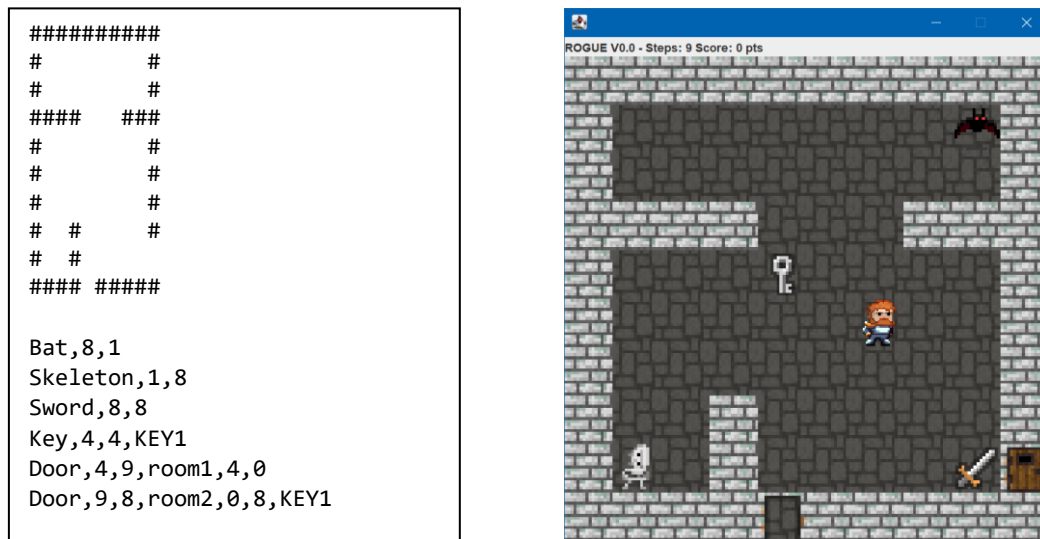 ##########
#        #
#        #
####   ###
#        #
#        #
#        #
#  #     #
#  #
#### #####
Bat,8,1
Skeleton,1,8
Sword,8,8
Key,4,4,KEY1
Door,4,9,room1,4,0
Door,9,8,room2,0,8,KEY1
ROGUE V0.0 - Steps: 9 Score: 0 pts